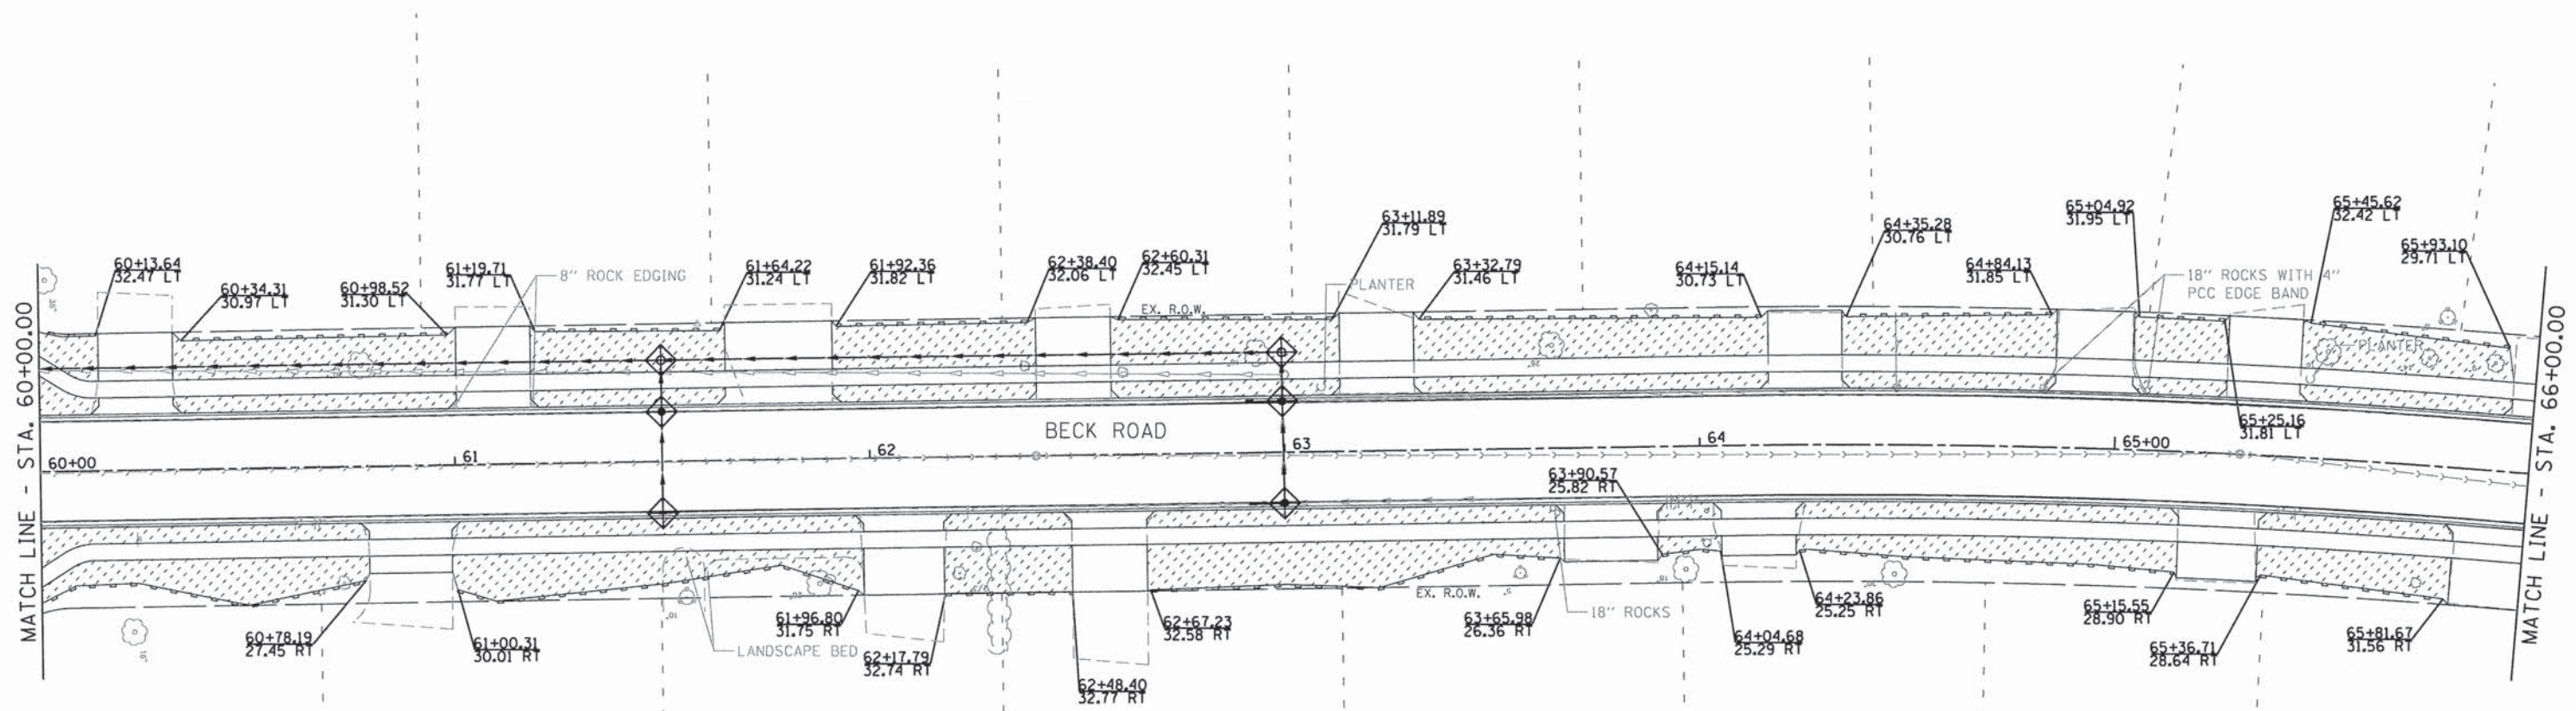 MATCH LINE - STA. 60+00.00
60+13.64
32.47 LT
60+34.31
30.97 LT
60+98.52
31.30 LT
61+19.71
31.77 LT
8" ROCK EDGING
61+64.22
31.24 LT
61+92.36
31.82 LT
62+38.40
32.06 LT
62+60.31
32.45 LT
EX. R.O.W.
63+11.89
31.79 LT
PLANTER
63+32.79
31.46 LT
64+15.14
30.73 LT
64+35.28
30.76 LT
64+84.13
31.85 LT
65+04.92
31.95 LT
18" ROCKS WITH 4"
PCC EDGE BAND
65+45.62
32.42 LT
65+93.10
29.71 LT
PLANTER
65+25.16
31.81 LT
BECK ROAD
60+00
61
62
63
64
65+00
63+90.57
25.82 RT
EX. R.O.W.
60+78.19
27.45 RT
61+00.31
30.01 RT
LANDSCAPE BED
61+96.80
31.75 RT
62+17.79
32.74 RT
62+48.40
32.77 RT
62+67.23
32.58 RT
63+65.98
26.36 RT
18" ROCKS
64+04.68
25.29 RT
64+23.86
25.25 RT
65+15.55
28.90 RT
65+36.71
28.64 RT
65+81.67
31.56 RT
MATCH LINE - STA. 66+00.00